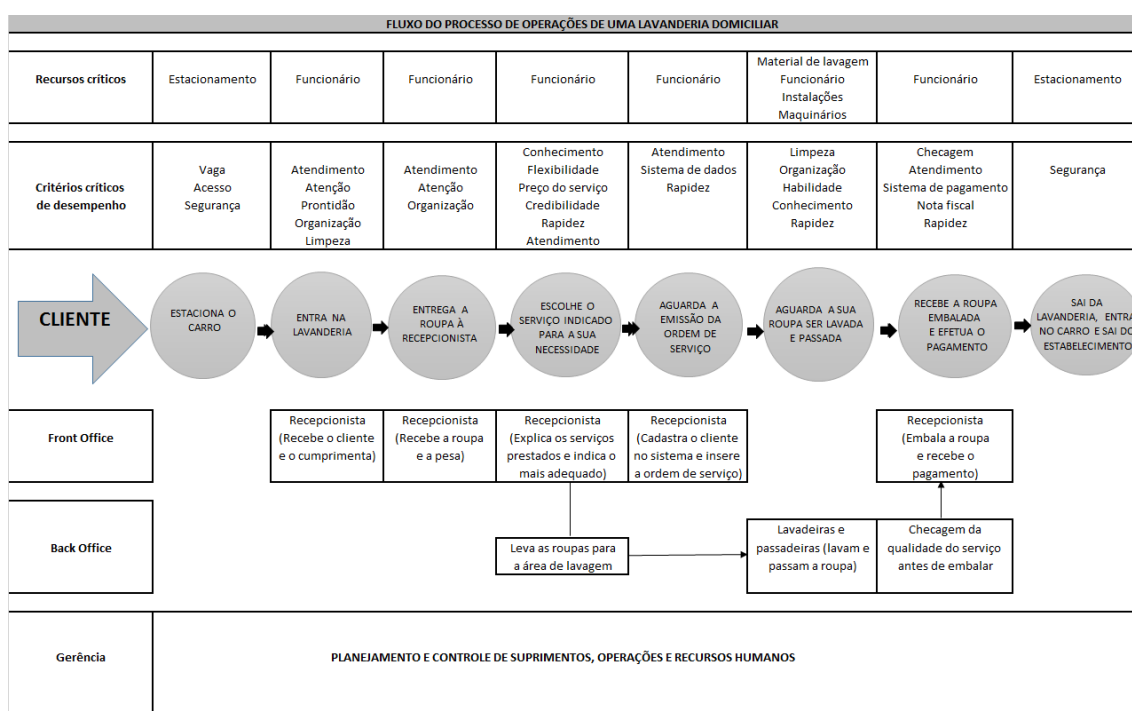 FLUXO DO PROCESSO DE OPERAÇÕES DE UMA LAVANDERIA DOMICILIAR
Recursos críticos
Estacionamento
Funcionário
Funcionário
Funcionário
Funcionário
Material de lavagem
Funcionário
Instalações
Maquinários
Funcionário
Estacionamento
Critérios críticos
de desempenho
Vaga
Acesso
Segurança
Atendimento
Atenção
Prontidão
Organização
Limpeza
Atendimento
Atenção
Organização
Conhecimento
Flexibilidade
Preço do serviço
Credibilidade
Rapidez
Atendimento
Atendimento
Sistema de dados
Rapidez
Limpeza
Organização
Habilidade
Conhecimento
Rapidez
Checagem
Atendimento
Sistema de pagamento
Nota fiscal
Rapidez
Segurança
CLIENTE
ESTACIONA O
CARRO
ENTRA NA
LAVANDERIA
ENTREGA A
ROUPA À
RECEPCIONISTA
ESCOLHE O
SERVIÇO INDICADO
PARA A SUA
NECESSIDADE
AGUARDA A
EMISSÃO DA
ORDEM DE
SERVIÇO
AGUARDA A SUA
ROUPA SER LAVADA
E PASSADA
RECEBE A ROUPA
EMBALADA
E EFETUA O
PAGAMENTO
SAI DA
LAVANDERIA, ENTRA
NO CARRO E SAI DO
ESTABELECIMENTO
Front Office
Recepcionista
(Recebe o cliente
e o cumprimenta)
Recepcionista
(Recebe a roupa
e a pesa)
Recepcionista
(Explica os serviços
prestados e indica o
mais adequado)
Recepcionista
(Cadastra o cliente
no sistema e insere
a ordem de serviço)
Recepcionista
(Embala a roupa
e recebe o
pagamento)
Back Office
Leva as roupas para
a área de lavagem
Lavadeiras e
passadeiras (lavam e
passam a roupa)
Checagem da
qualidade do serviço
antes de embalar
Gerência
PLANEJAMENTO E CONTROLE DE SUPRIMENTOS, OPERAÇÕES E RECURSOS HUMANOS